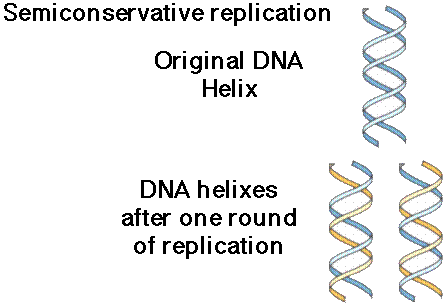 Semiconservative replication
Original DNA
Helix
DNA helixes
after one round
of replication